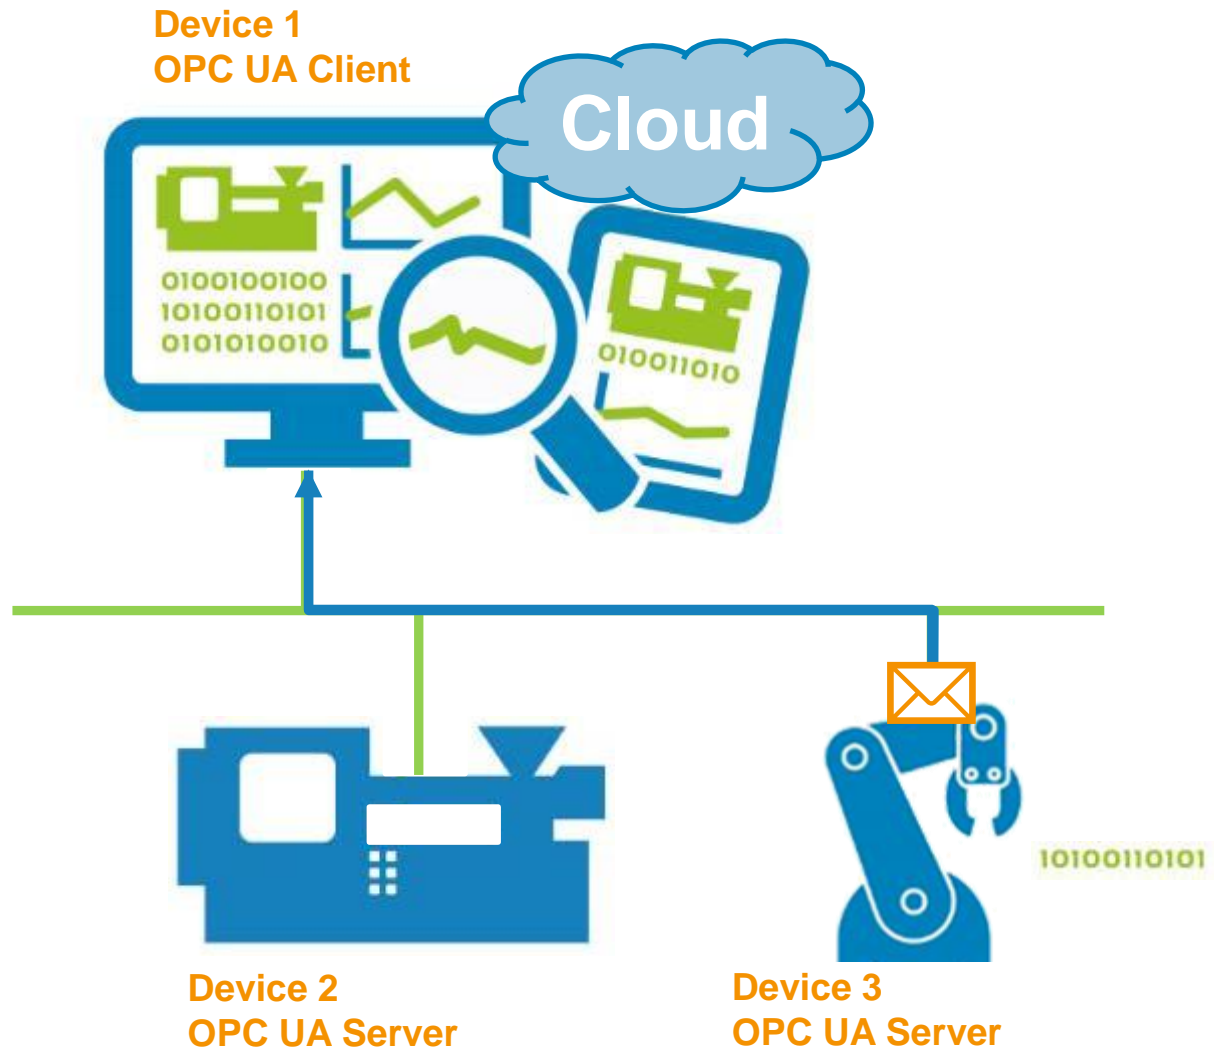 Device 1
OPC UA Client
Cloud
0100100100
10100110101
0101010010
010011010
10100110101
Device 2
OPC UA Server
Device 3
OPC UA Server